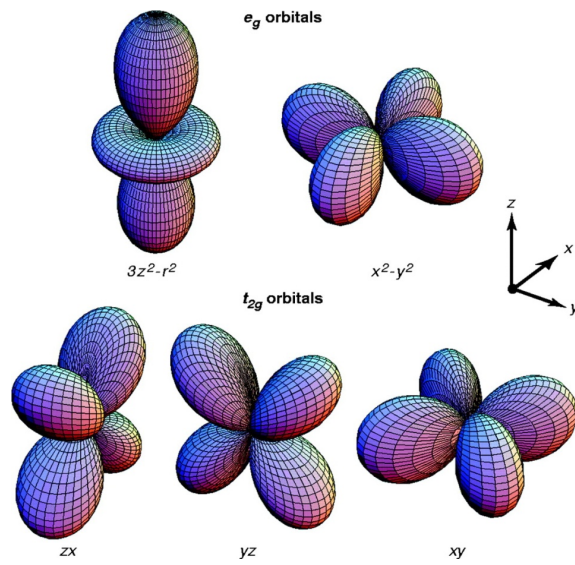 e_g orbitals
3z²-r²
x²-y²
z
x
y
t_2g orbitals
zx
yz
xy